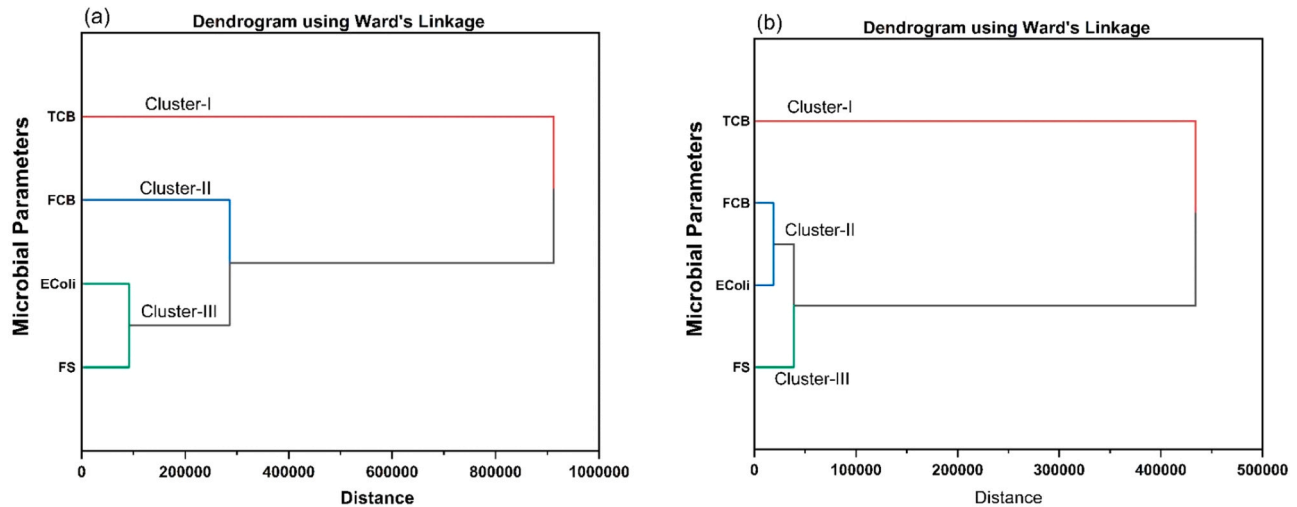 (a)
Dendrogram using Ward's Linkage
Microbial Parameters
TCB
FCB
EColi
FS
Cluster-I
Cluster-II
Cluster-III
0 200000 400000 600000 800000 1000000
Distance
(b)
Dendrogram using Ward's Linkage
Microbial Parameters
TCB
FCB
EColi
FS
Cluster-I
Cluster-II
Cluster-III
0 100000 200000 300000 400000 500000
Distance